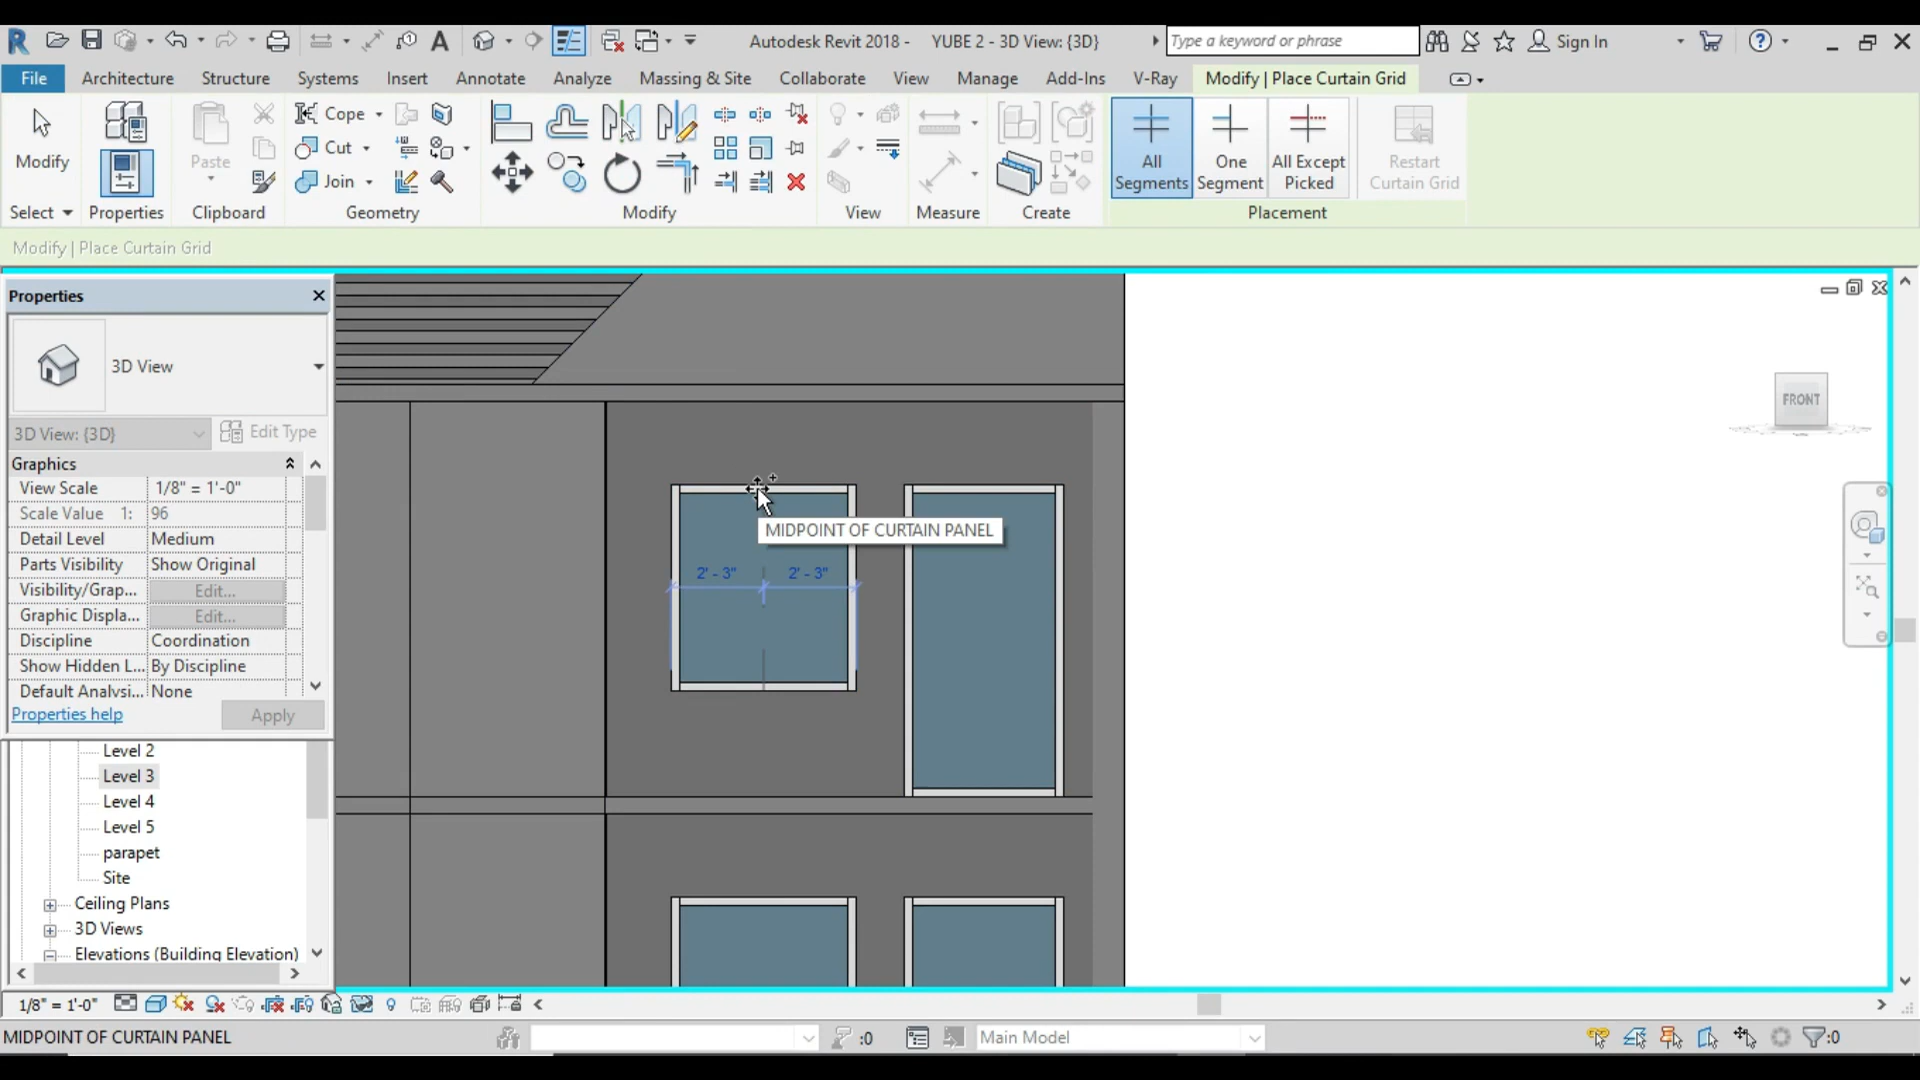 Autodesk Revit 2018 - YUBE 2 - 3D View: {3D}
Type a keyword or phrase
Sign In
File Architecture Structure Systems Insert Annotate Analyze Massing & Site Collaborate View Manage Add-Ins V-Ray Modify | Place Curtain Grid
Modify
Paste
Cope
Cut
Join
All Segments
One Segment
All Except Picked
Restart Curtain Grid
Select Properties Clipboard Geometry Modify View Measure Create Placement
Modify | Place Curtain Grid
Properties
3D View
3D View: {3D} Edit Type
Graphics
View Scale 1/8" = 1'-0"
Scale Value 1: 96
Detail Level Medium
Parts Visibility Show Original
Visibility/Grap... Edit...
Graphic Displa... Edit...
Discipline Coordination
Show Hidden L... By Discipline
Default Analysi... None
Properties help Apply
Level 2
Level 3
Level 4
Level 5
parapet
Site
Ceiling Plans
3D Views
Elevations (Building Elevation)
FRONT
MIDPOINT OF CURTAIN PANEL
2' - 3" 2' - 3"
1/8" = 1'-0"
MIDPOINT OF CURTAIN PANEL
:0
Main Model
:0